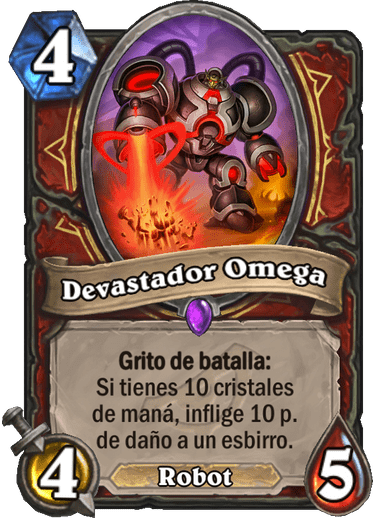 4
Devastador Omega
Grito de batalla:
Si tienes 10 cristales
de maná, inflige 10 p.
de daño a un esbirro.
4
Robot
5